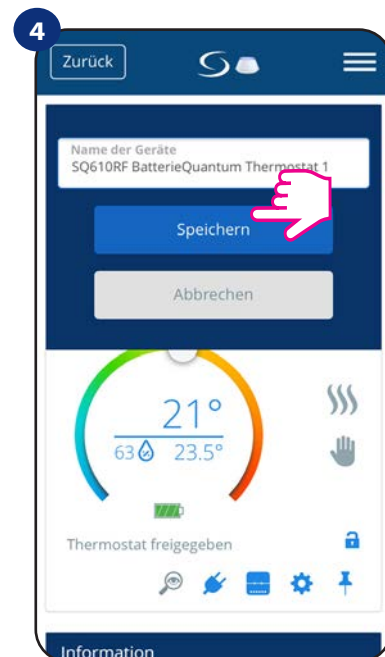 4
Zurück
Name der Geräte
SQ610RF BatterieQuantum Thermostat 1
Speichern
Abbrechen
21°
63 23.5°
Thermostat freigegeben
Information